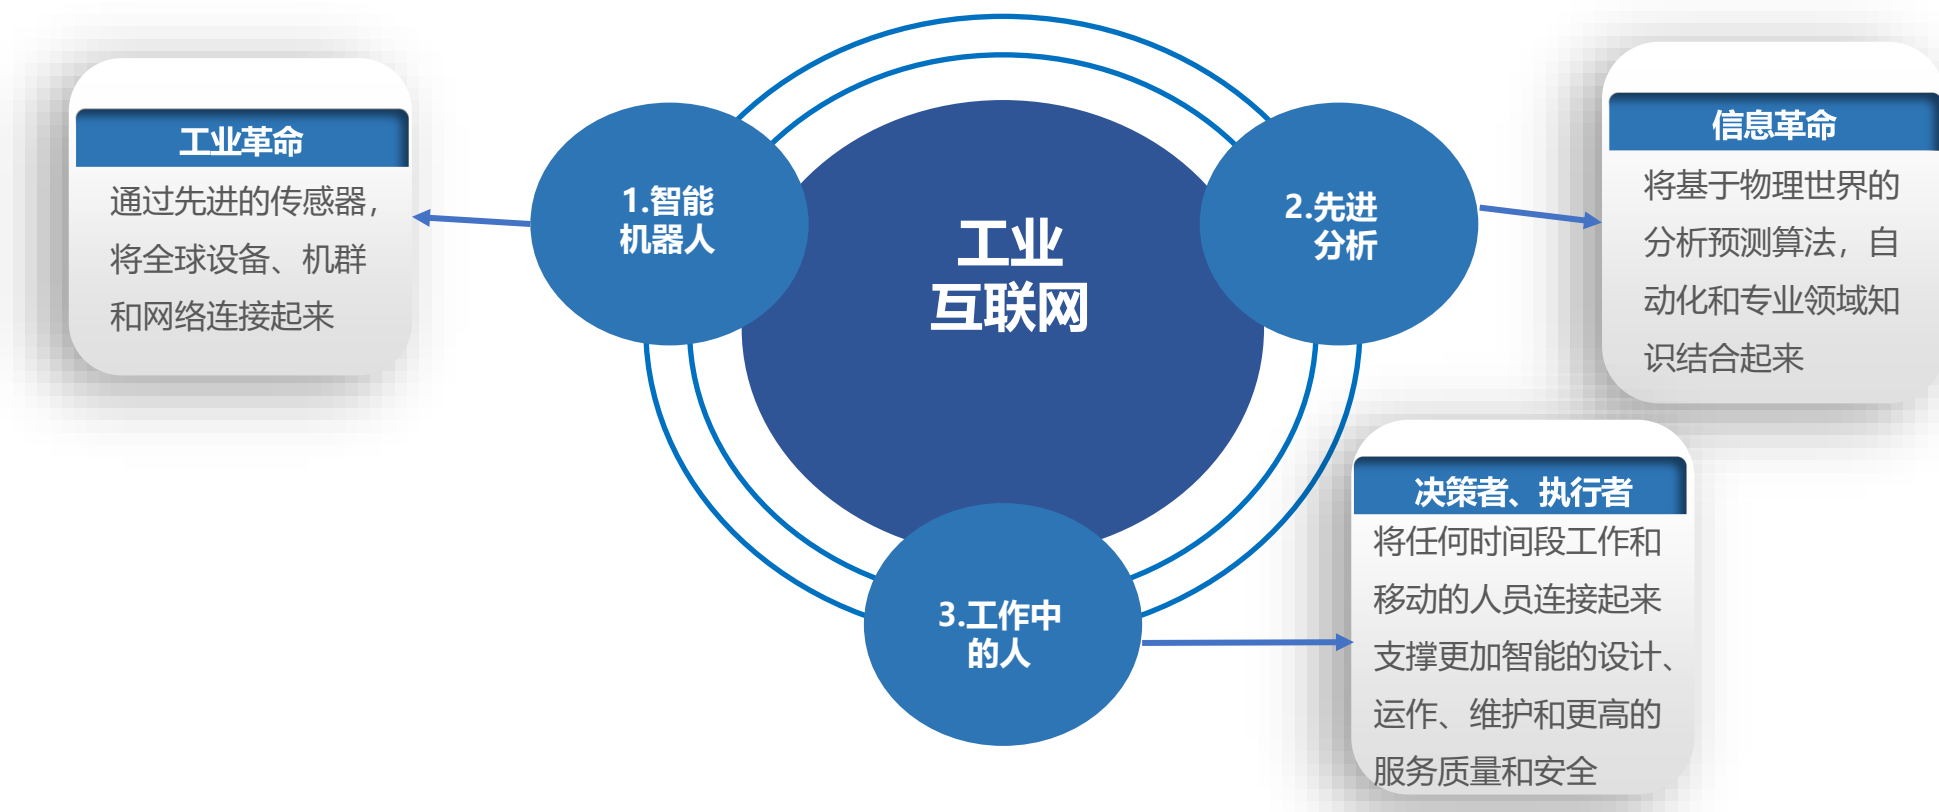 工业革命
通过先进的传感器，
将全球设备、机群
和网络连接起来
1.智能
机器人
工业
互联网
2.先进
分析
信息革命
将基于物理世界的
分析预测算法，自
动化和专业领域知
识结合起来
3.工作中
的人
决策者、执行者
将任何时间段工作和
移动的人员连接起来
支撑更加智能的设计、
运作、维护和更高的
服务质量和安全